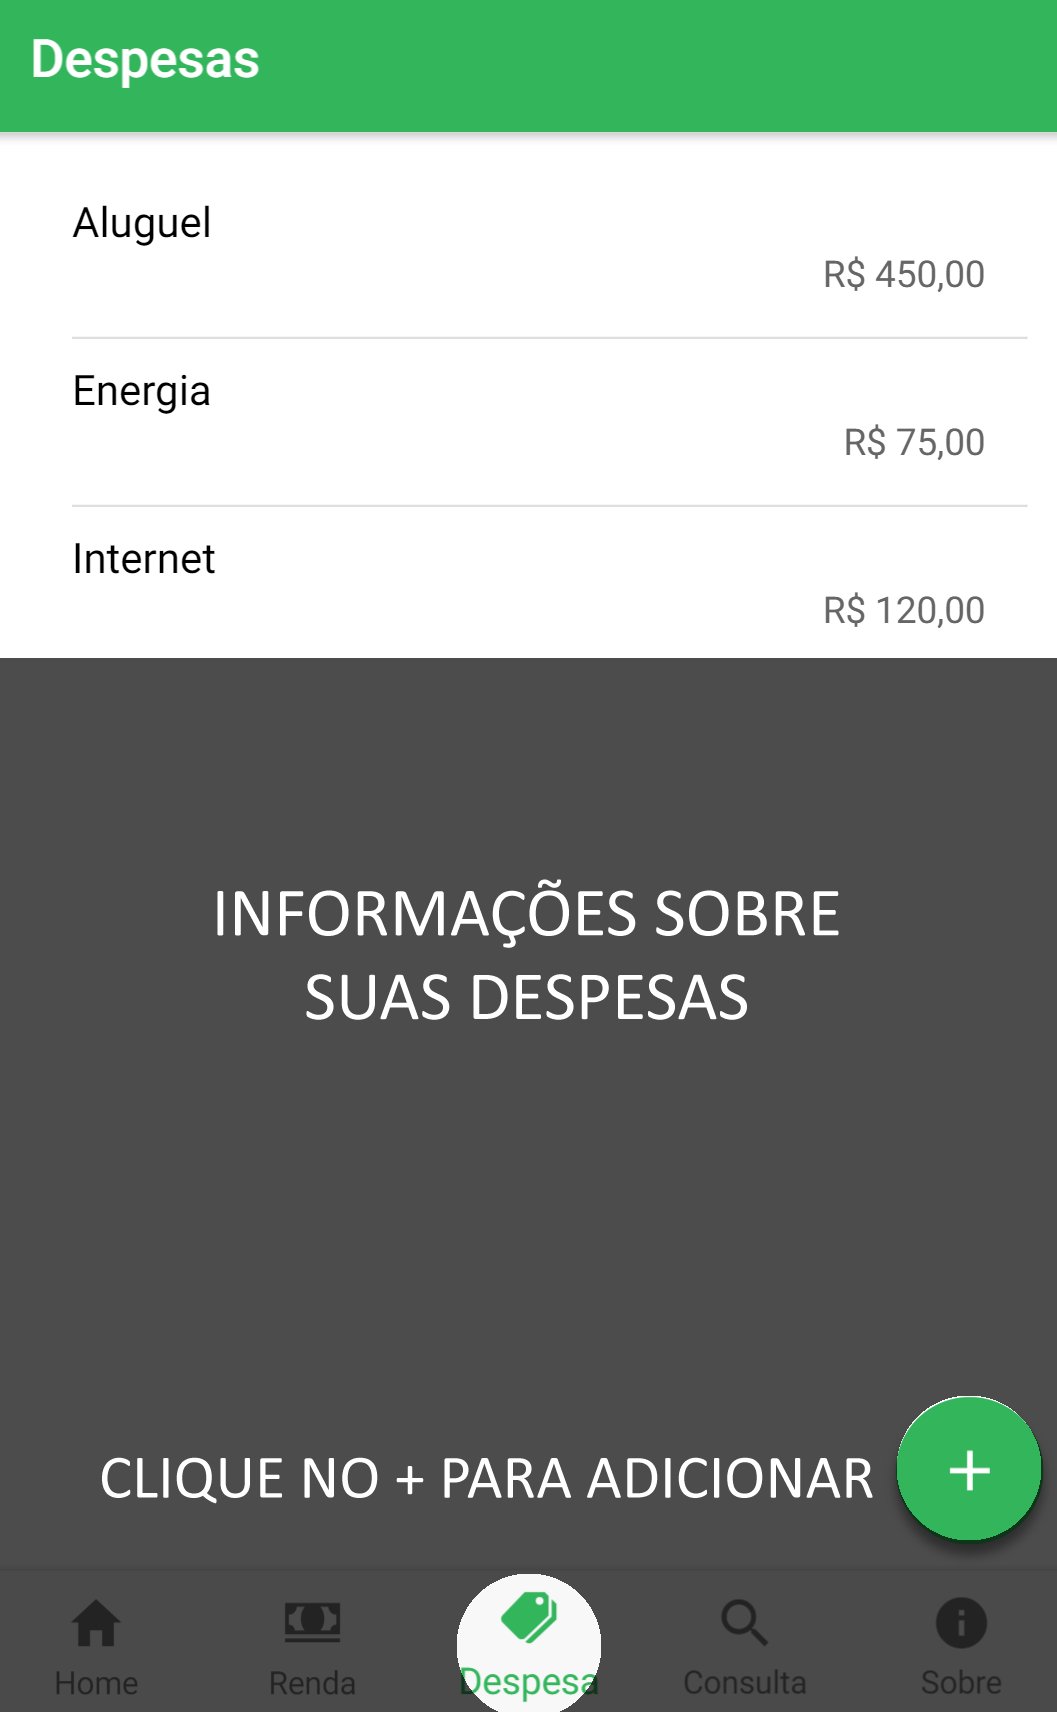 Despesas
Aluguel
R$ 450,00
Energia
R$ 75,00
Internet
R$ 120,00
INFORMAÇÕES SOBRE
SUAS DESPESAS
CLIQUE NO + PARA ADICIONAR
+
Home
Renda
Despesa
Consulta
Sobre